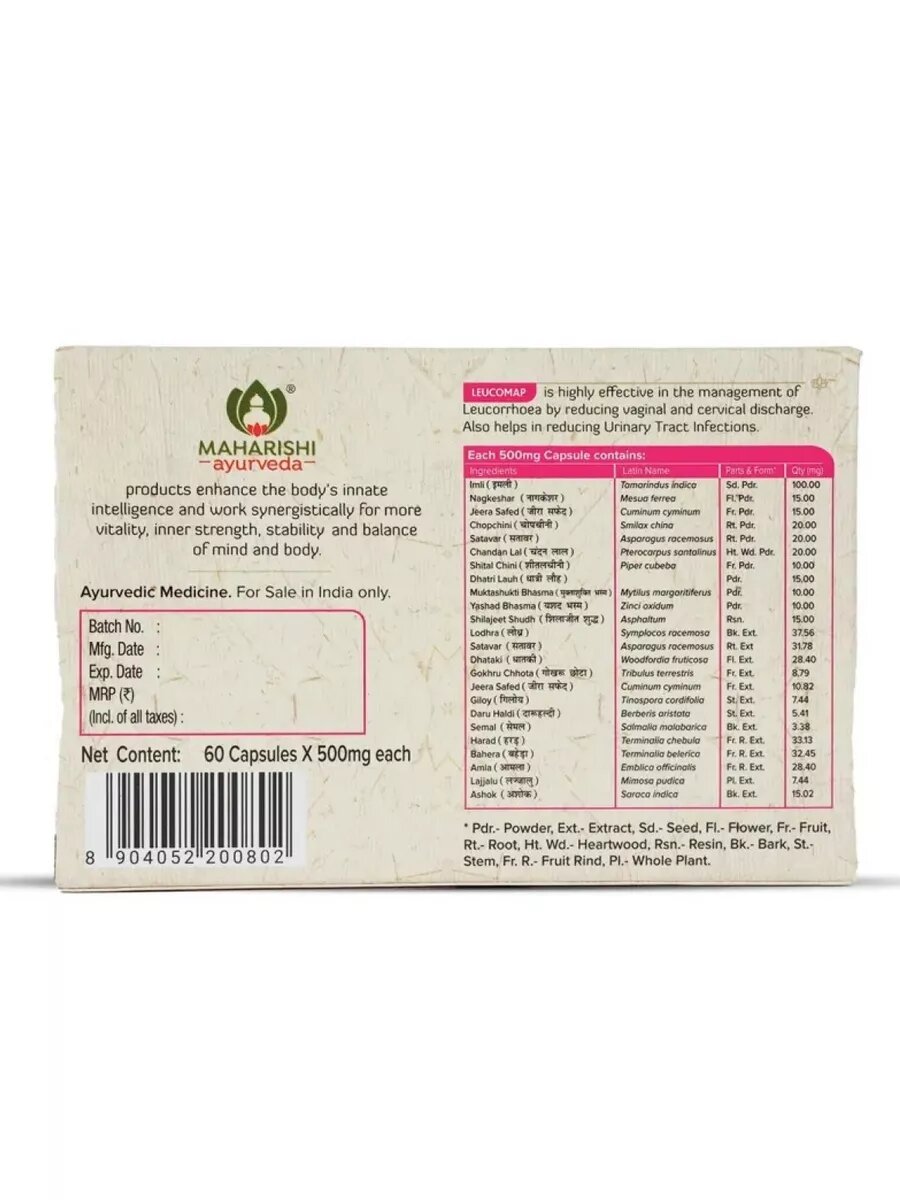 ®
MAHARISHI
ayurveda
products enhance the body's innate
intelligence and work synergistically for more
vitality, inner strength, stability and balance
of mind and body.
Ayurvedic Medicine. For Sale in India only.
Batch No. :
Mfg. Date :
Exp. Date :
MRP (₹)
(Incl. of all taxes) :
Net Content: 60 Capsules X 500mg each
8 904052 200802
LEUCOMAP is highly effective in the management of
Leucorrhoea by reducing vaginal and cervical discharge.
Also helps in reducing Urinary Tract Infections.
Each 500mg Capsule contains:
Ingredients Latin Name Parts & Form* Qty (mg)
Imli ( इमली ) Tamarindus indica Sd. Pdr. 100.00
Nagkeshar ( नागकेशर ) Mesua ferrea Fl. Pdr. 15.00
Jeera Safed ( जीरा सफेद ) Cuminum cyminum Fr. Pdr. 15.00
Chopchini ( चोपचीनी ) Smilax china Rt. Pdr. 20.00
Satavar ( सतावर ) Asparagus racemosus Rt. Pdr. 20.00
Chandan Lal ( चंदन लाल ) Pterocarpus santalinus Ht. Wd. Pdr. 20.00
Shital Chini ( शीतलचीनी ) Piper cubeba Fr. Pdr. 10.00
Dhatri Lauh ( धात्री लौह ) Pdr. 15.00
Muktashukti Bhasma ( मुक्ताशुक्ति भस्म ) Mytilus margaritiferus Pdr. 10.00
Yashad Bhasma ( यशद भस्म ) Zinci oxidum Pdr. 10.00
Shilajeet Shudh ( शिलाजीत शुद्ध ) Asphaltum Rsn. 15.00
Lodhra ( लोध्र ) Symplocos racemosa Bk. Ext. 37.56
Satavar ( सतावर ) Asparagus racemosus Rt. Ext 31.78
Dhataki ( धातकी ) Woodfordia fruticosa Fl. Ext. 28.40
Gokhru Chhota ( गोखरू छोटा ) Tribulus terrestris Fr. Ext. 8.79
Jeera Safed ( जीरा सफेद ) Cuminum cyminum Fr. Ext. 10.82
Giloy ( गिलोय ) Tinospora cordifolia St. Ext. 7.44
Daru Haldi ( दारूहल्दी ) Berberis aristata St. Ext. 5.41
Semal ( सेमल ) Salmalia malabarica Bk. Ext. 3.38
Harad ( हरड़ ) Terminalia chebula Fr. R. Ext. 33.13
Bahera ( बहेड़ा ) Terminalia belerica Fr. R. Ext. 32.45
Amla ( आमला ) Emblica officinalis Fr. R. Ext. 28.40
Lajjalu ( लज्जालु ) Mimosa pudica Pl. Ext. 7.44
Ashok ( अशोक ) Saraca indica Bk. Ext. 15.02
* Pdr.- Powder, Ext.- Extract, Sd.- Seed, Fl.- Flower, Fr.- Fruit,
Rt.- Root, Ht. Wd.- Heartwood, Rsn.- Resin, Bk.- Bark, St.-
Stem, Fr. R.- Fruit Rind, Pl.- Whole Plant.